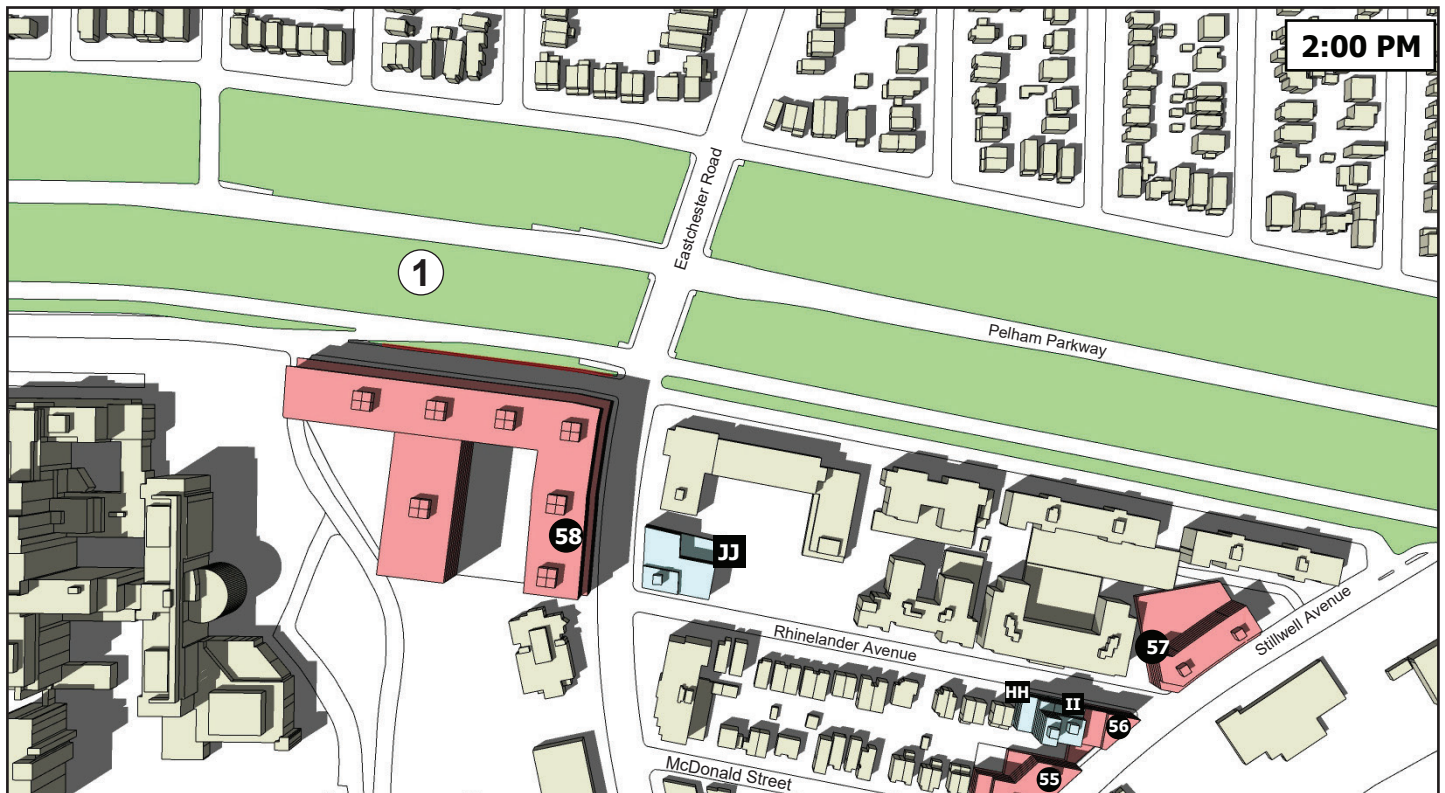 2:00 PM
Eastchester Road
1
Pelham Parkway
58
JJ
Stillwell Avenue
Rhinelander Avenue
57
HH
II
56
McDonald Street
55